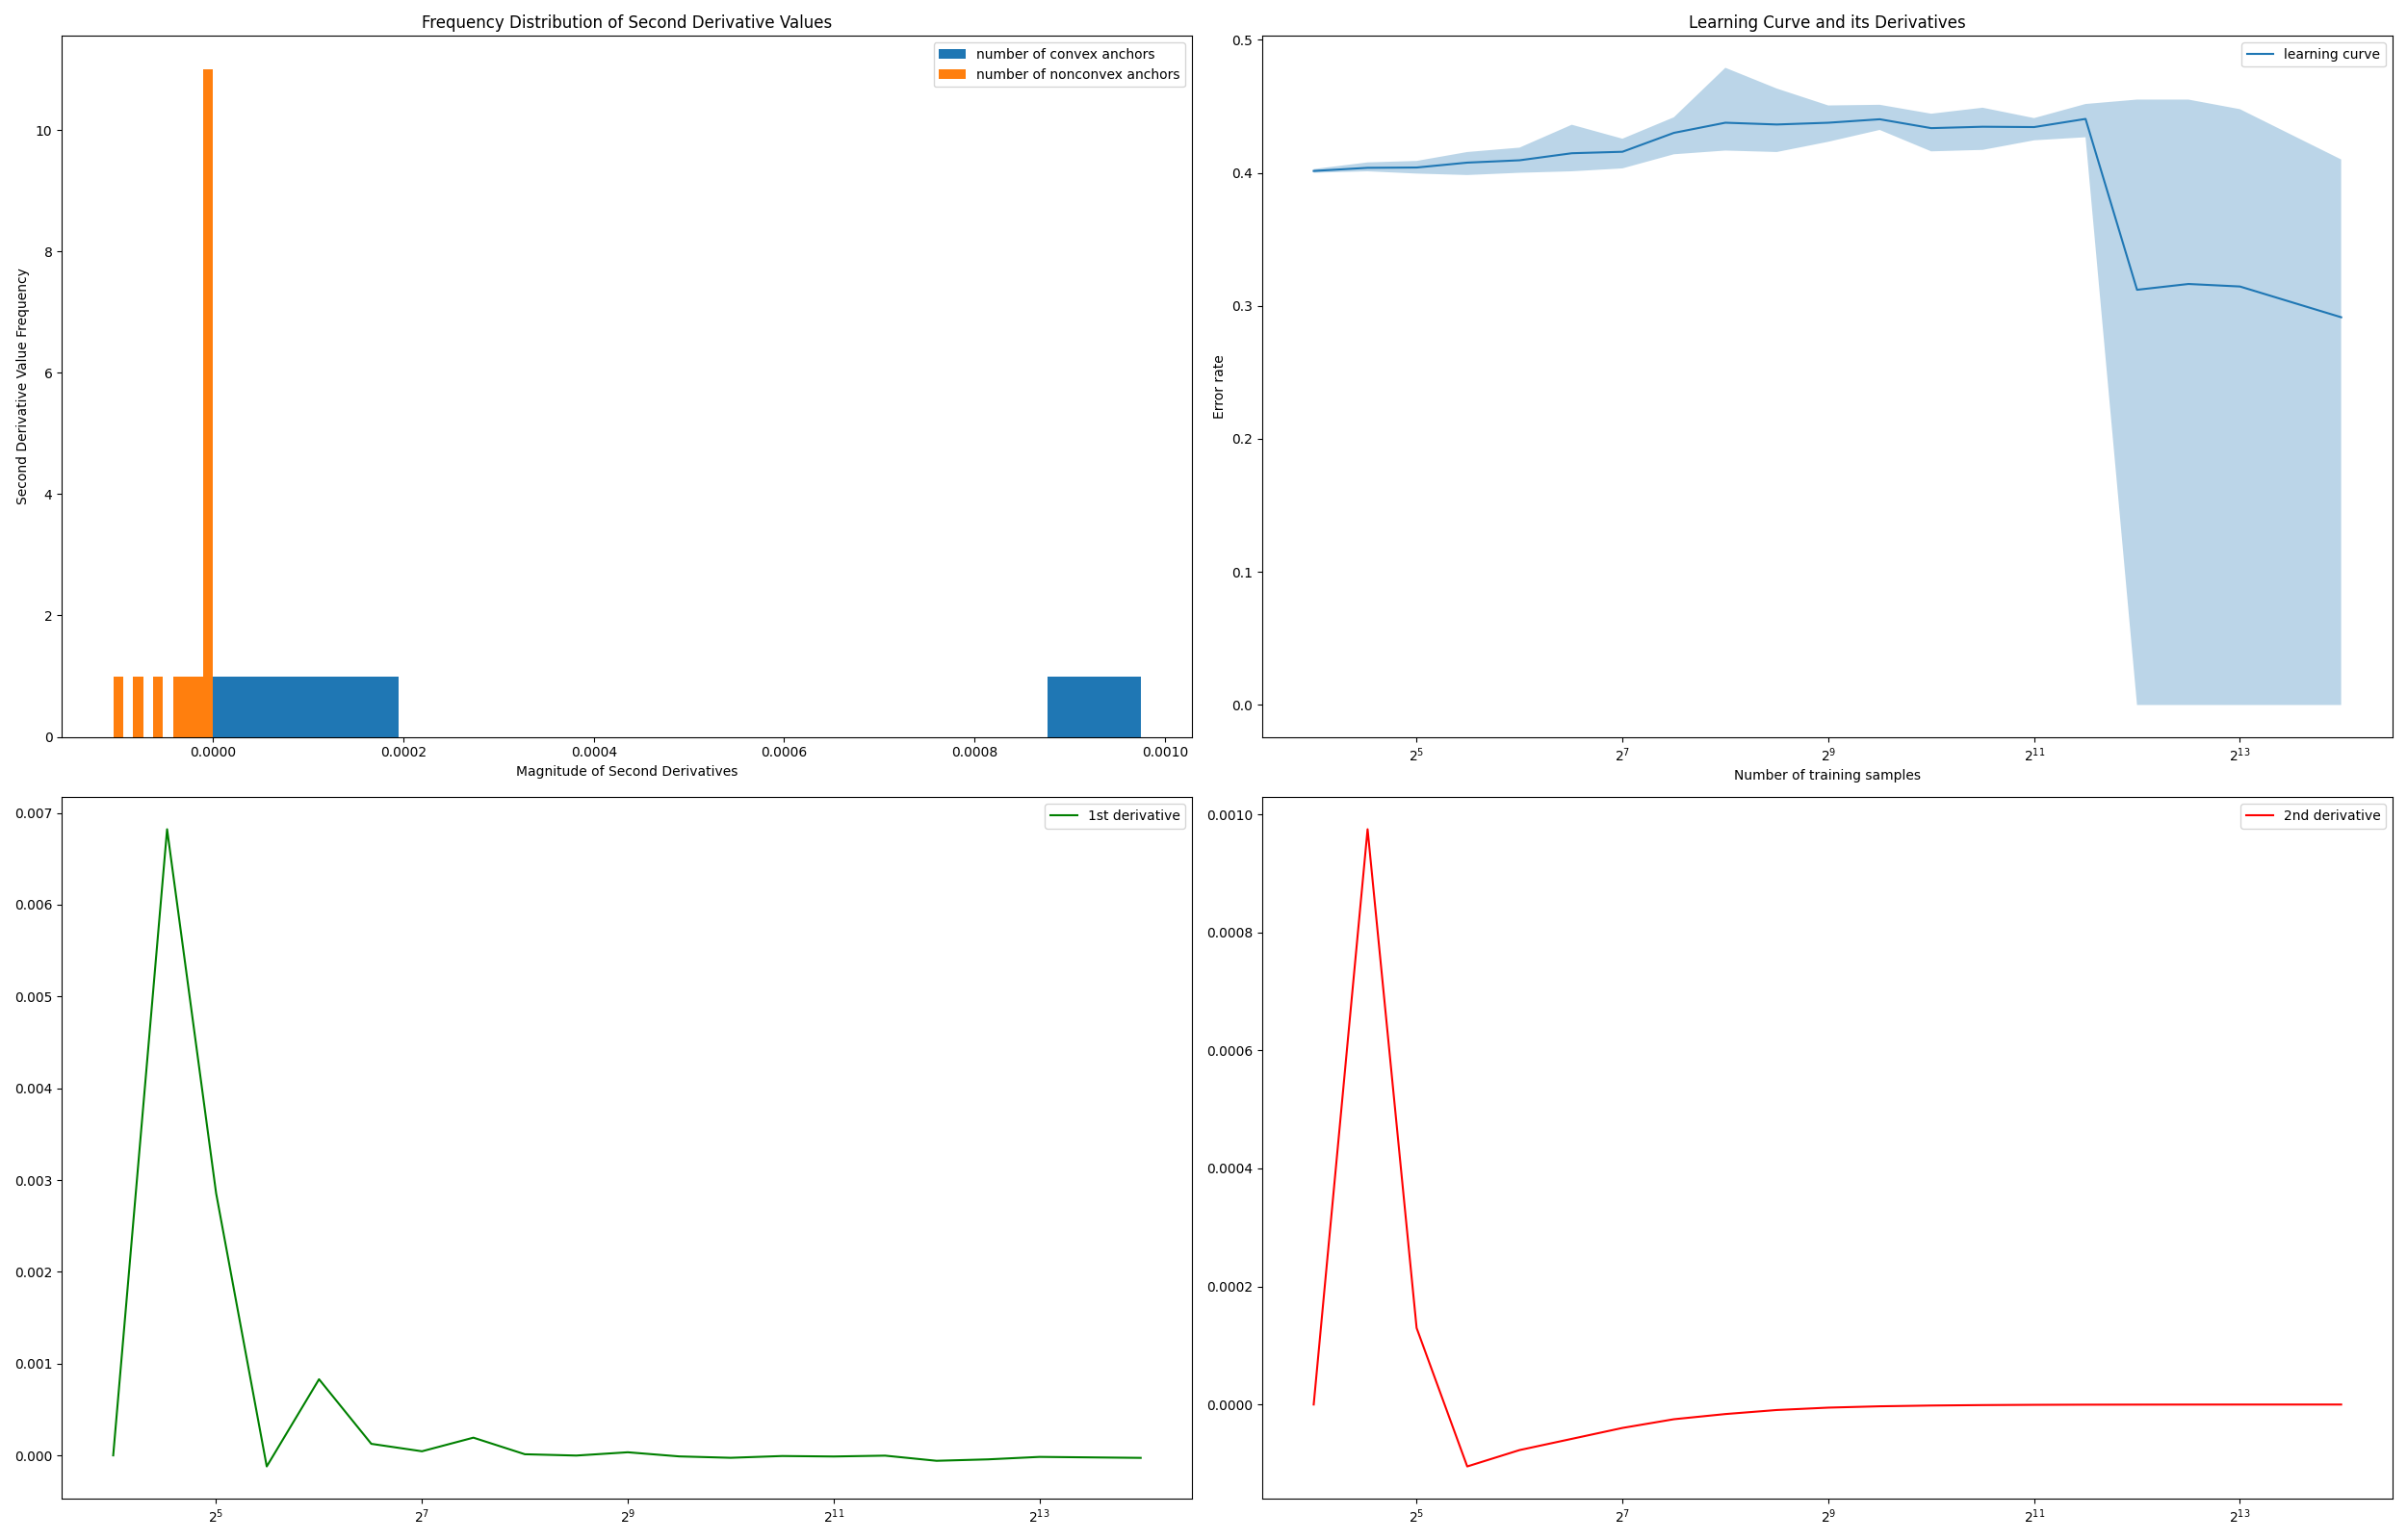 Frequency Distribution of Second Derivative Values
number of convex anchors
number of nonconvex anchors
Second Derivative Value Frequency
10
8
6
4
2
0
0.0000 0.0002 0.0004 0.0006 0.0008 0.0010
Magnitude of Second Derivatives
Learning Curve and its Derivatives
learning curve
Error rate
0.5
0.4
0.3
0.2
0.1
0.0
2^5 2^7 2^9 2^11 2^13
Number of training samples
1st derivative
0.007
0.006
0.005
0.004
0.003
0.002
0.001
0.000
2^5 2^7 2^9 2^11 2^13
2nd derivative
0.0010
0.0008
0.0006
0.0004
0.0002
0.0000
2^5 2^7 2^9 2^11 2^13